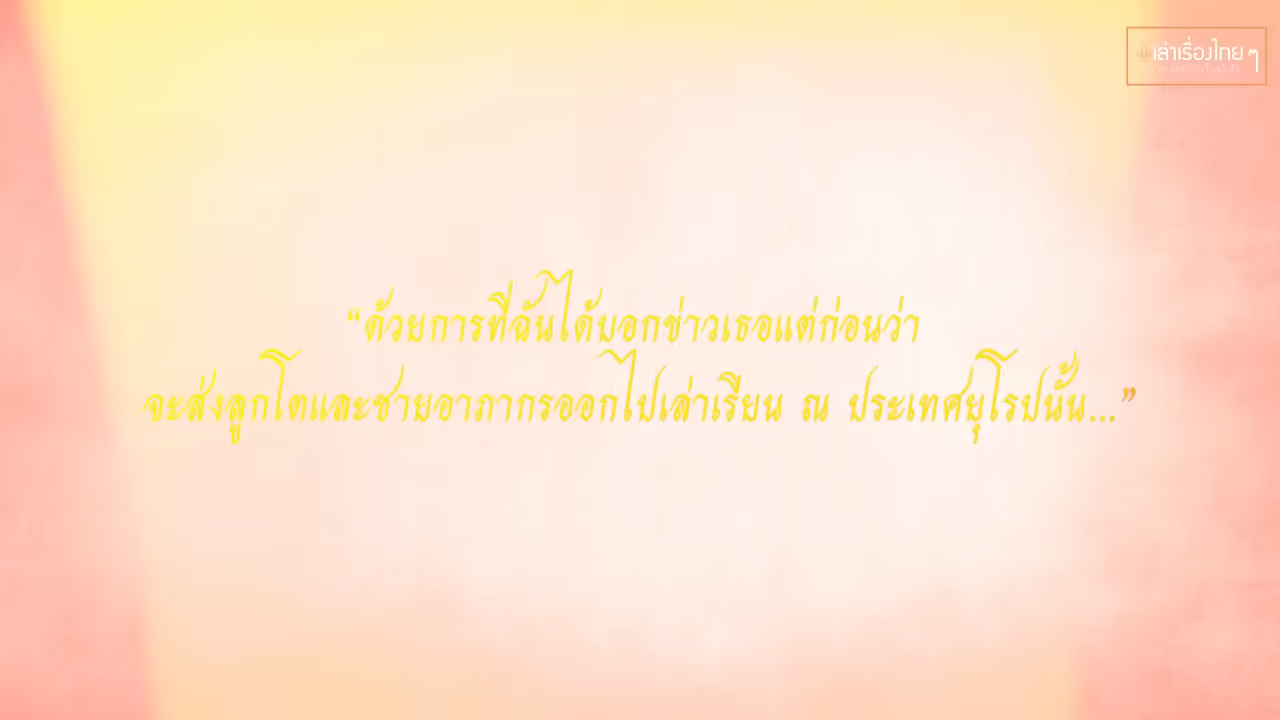 เล่าเรื่องไทย ๆ
“ด้วยการที่ฉันได้บอกข่าวเธอแต่ก่อนว่า
จะส่งลูกโตและชายอาภากรออกไปเล่าเรียน ณ ประเทศยุโรปนั้น...”